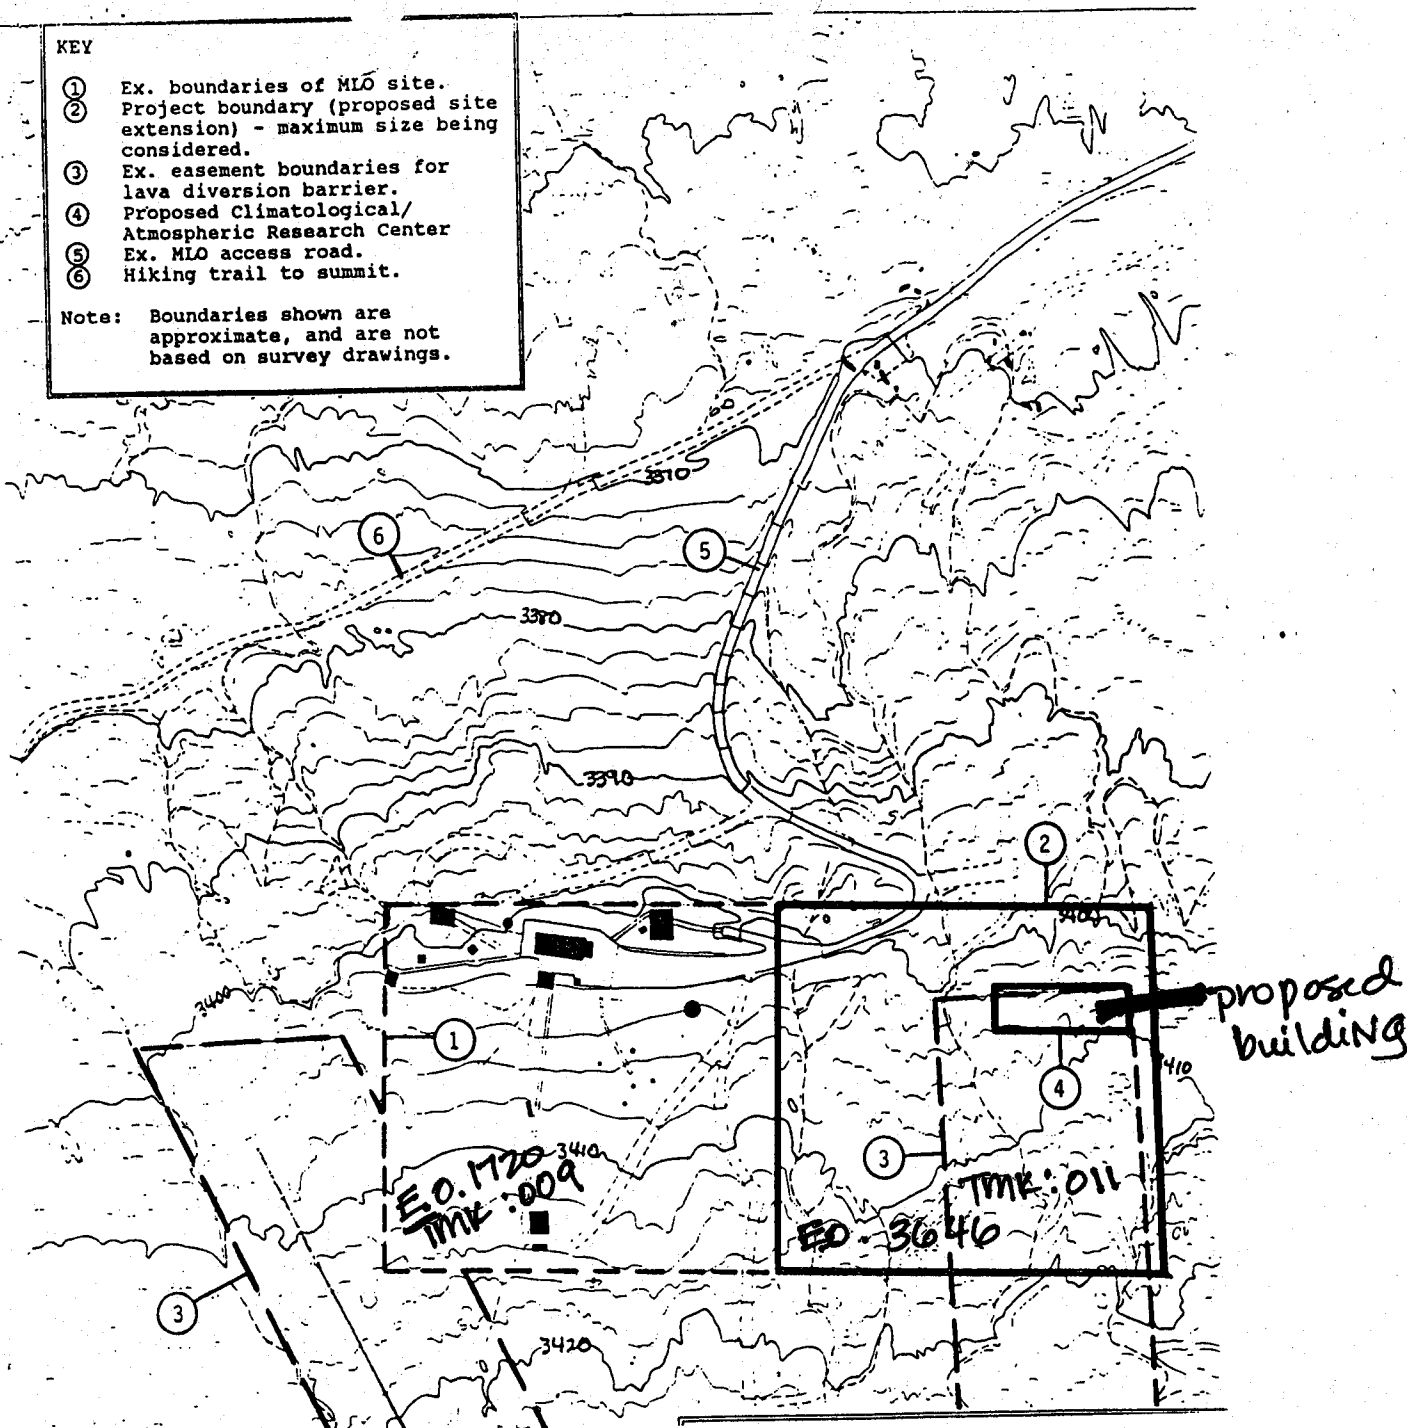 KEY
① Ex. boundaries of MLO site.
② Project boundary (proposed site
extension) - maximum size being
considered.
③ Ex. easement boundaries for
lava diversion barrier.
④ Proposed Climatological/
Atmospheric Research Center
⑤ Ex. MLO access road.
⑥ Hiking trail to summit.
Note: Boundaries shown are
approximate, and are not
based on survey drawings.
3370
6
5
3380
3390
2
3400
3400
proposed
building
1
4
3410
3
3410
E.O. 1720
TMK : 009
TMK : 011
EO. 3646
3
3420